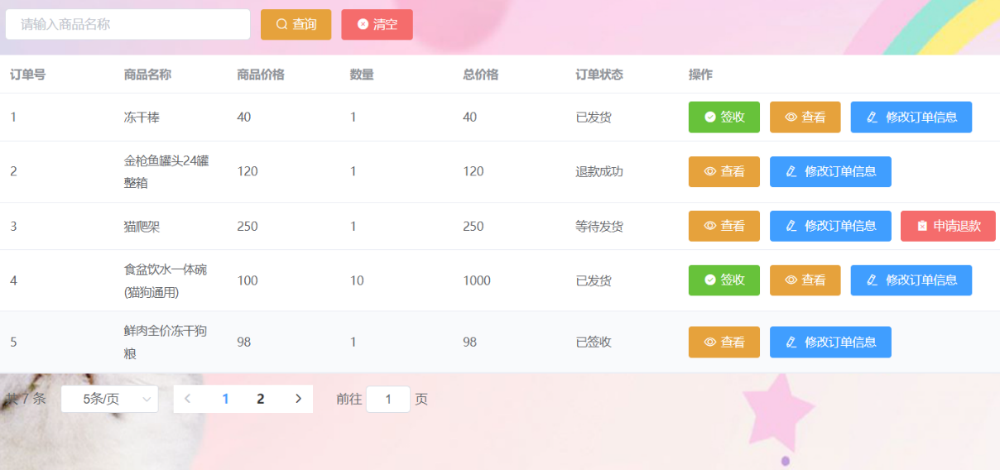 请输入商品名称 查询 清空
订单号 商品名称 商品价格 数量 总价格 订单状态 操作
1 冻干棒 40 1 40 已发货 签收 查看 修改订单信息
金枪鱼罐头24罐
2 120 1 120 退款成功 查看 修改订单信息
整箱
3 猫爬架 250 1 250 等待发货 查看 修改订单信息 申请退款
食盆饮水一体碗
4 100 10 1000 已发货 签收 查看 修改订单信息
(猫狗通用)
鲜肉全价冻干狗
5 98 1 98 已签收 查看 修改订单信息
粮
共 7 条 5条/页 1 2 前往 1 页